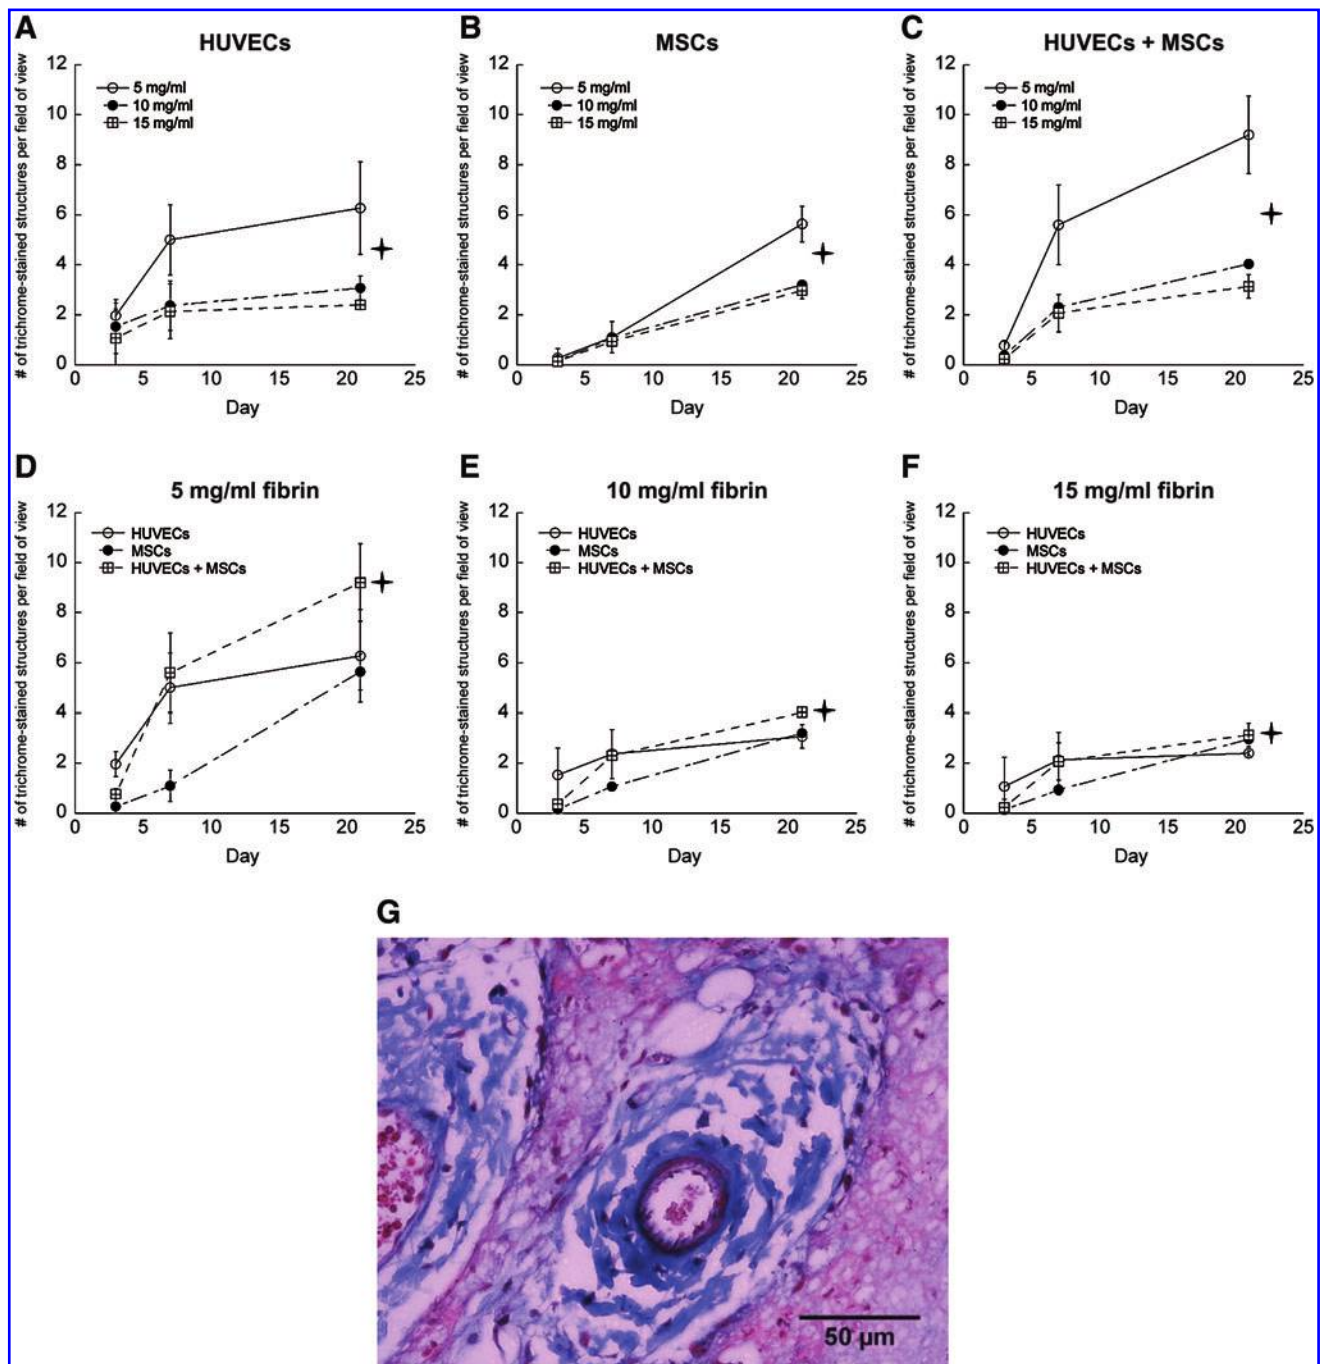 A
HUVECs
# of trichrome-stained structures per field of view
12
10
8
6
4
2
0
5 mg/ml
10 mg/ml
15 mg/ml
0 5 10 15 20 25
Day
B
MSCs
# of trichrome-stained structures per field of view
12
10
8
6
4
2
0
5 mg/ml
10 mg/ml
15 mg/ml
0 5 10 15 20 25
Day
C
HUVECs + MSCs
# of trichrome-stained structures per field of view
12
10
8
6
4
2
0
5 mg/ml
10 mg/ml
15 mg/ml
0 5 10 15 20 25
Day
D
5 mg/ml fibrin
# of trichrome-stained structures per field of view
12
10
8
6
4
2
0
HUVECs
MSCs
HUVECs + MSCs
0 5 10 15 20 25
Day
E
10 mg/ml fibrin
# of trichrome-stained structures per field of view
12
10
8
6
4
2
0
HUVECs
MSCs
HUVECs + MSCs
0 5 10 15 20 25
Day
F
15 mg/ml fibrin
# of trichrome-stained structures per field of view
12
10
8
6
4
2
0
HUVECs
MSCs
HUVECs + MSCs
0 5 10 15 20 25
Day
G
50 µm